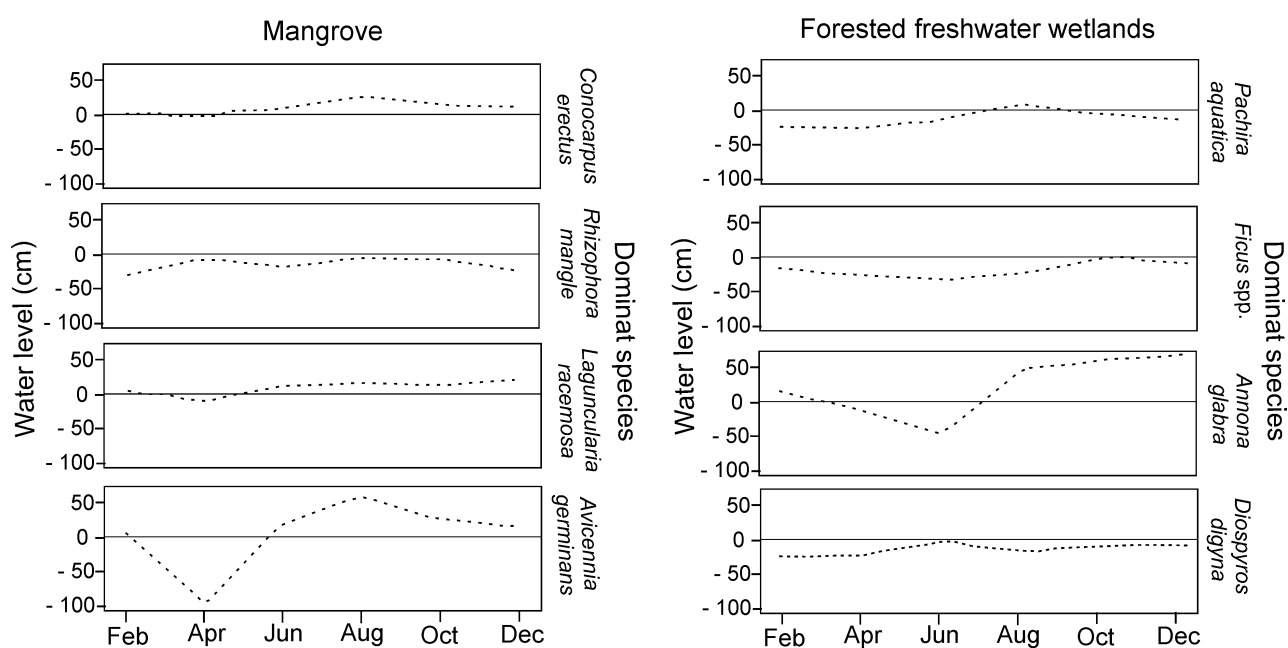 Mangrove
Forested freshwater wetlands
50
0
- 50
- 100
Conocarpus
erectus
50
0
- 50
- 100
Rhizophora
mangle
50
0
- 50
- 100
Laguncularia
racemosa
50
0
- 50
- 100
Avicennia
germinans
Water level (cm)
Dominat species
Feb Apr Jun Aug Oct Dec
50
0
- 50
- 100
Pachira
aquatica
50
0
- 50
- 100
Ficus spp.
50
0
- 50
- 100
Annona
glabra
50
0
- 50
- 100
Diospyros
digyna
Water level (cm)
Dominat species
Feb Apr Jun Aug Oct Dec